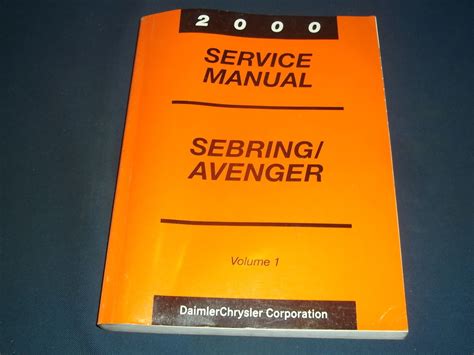 2000
SERVICE
MANUAL
SEBRING/
AVENGER
Volume 1
DaimlerChrysler Corporation